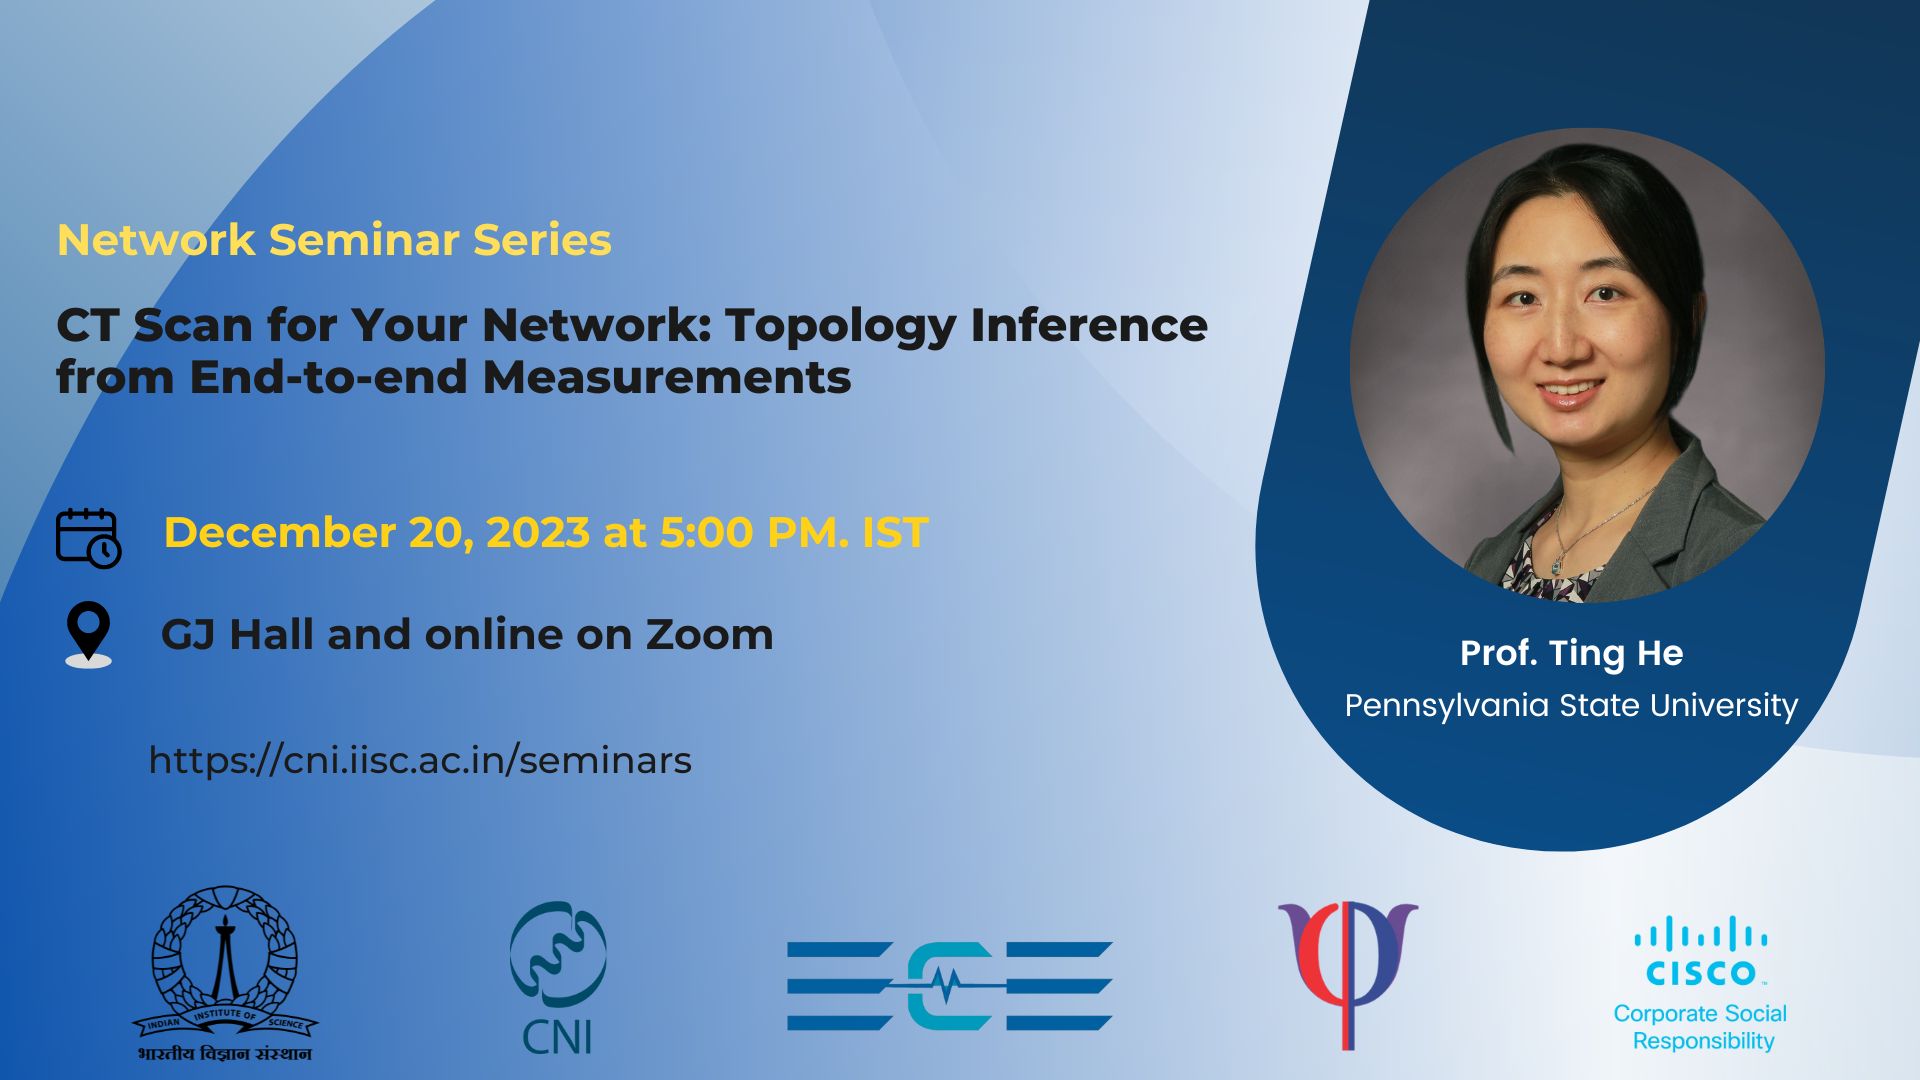 Network Seminar Series
CT Scan for Your Network: Topology Inference
from End-to-end Measurements
December 20, 2023 at 5:00 PM. IST
GJ Hall and online on Zoom
https://cni.iisc.ac.in/seminars
Prof. Ting He
Pennsylvania State University
INDIAN INSTITUTE OF SCIENCE
भारतीय विज्ञान संस्थान
CNI
ECE
CISCO
Corporate Social
Responsibility